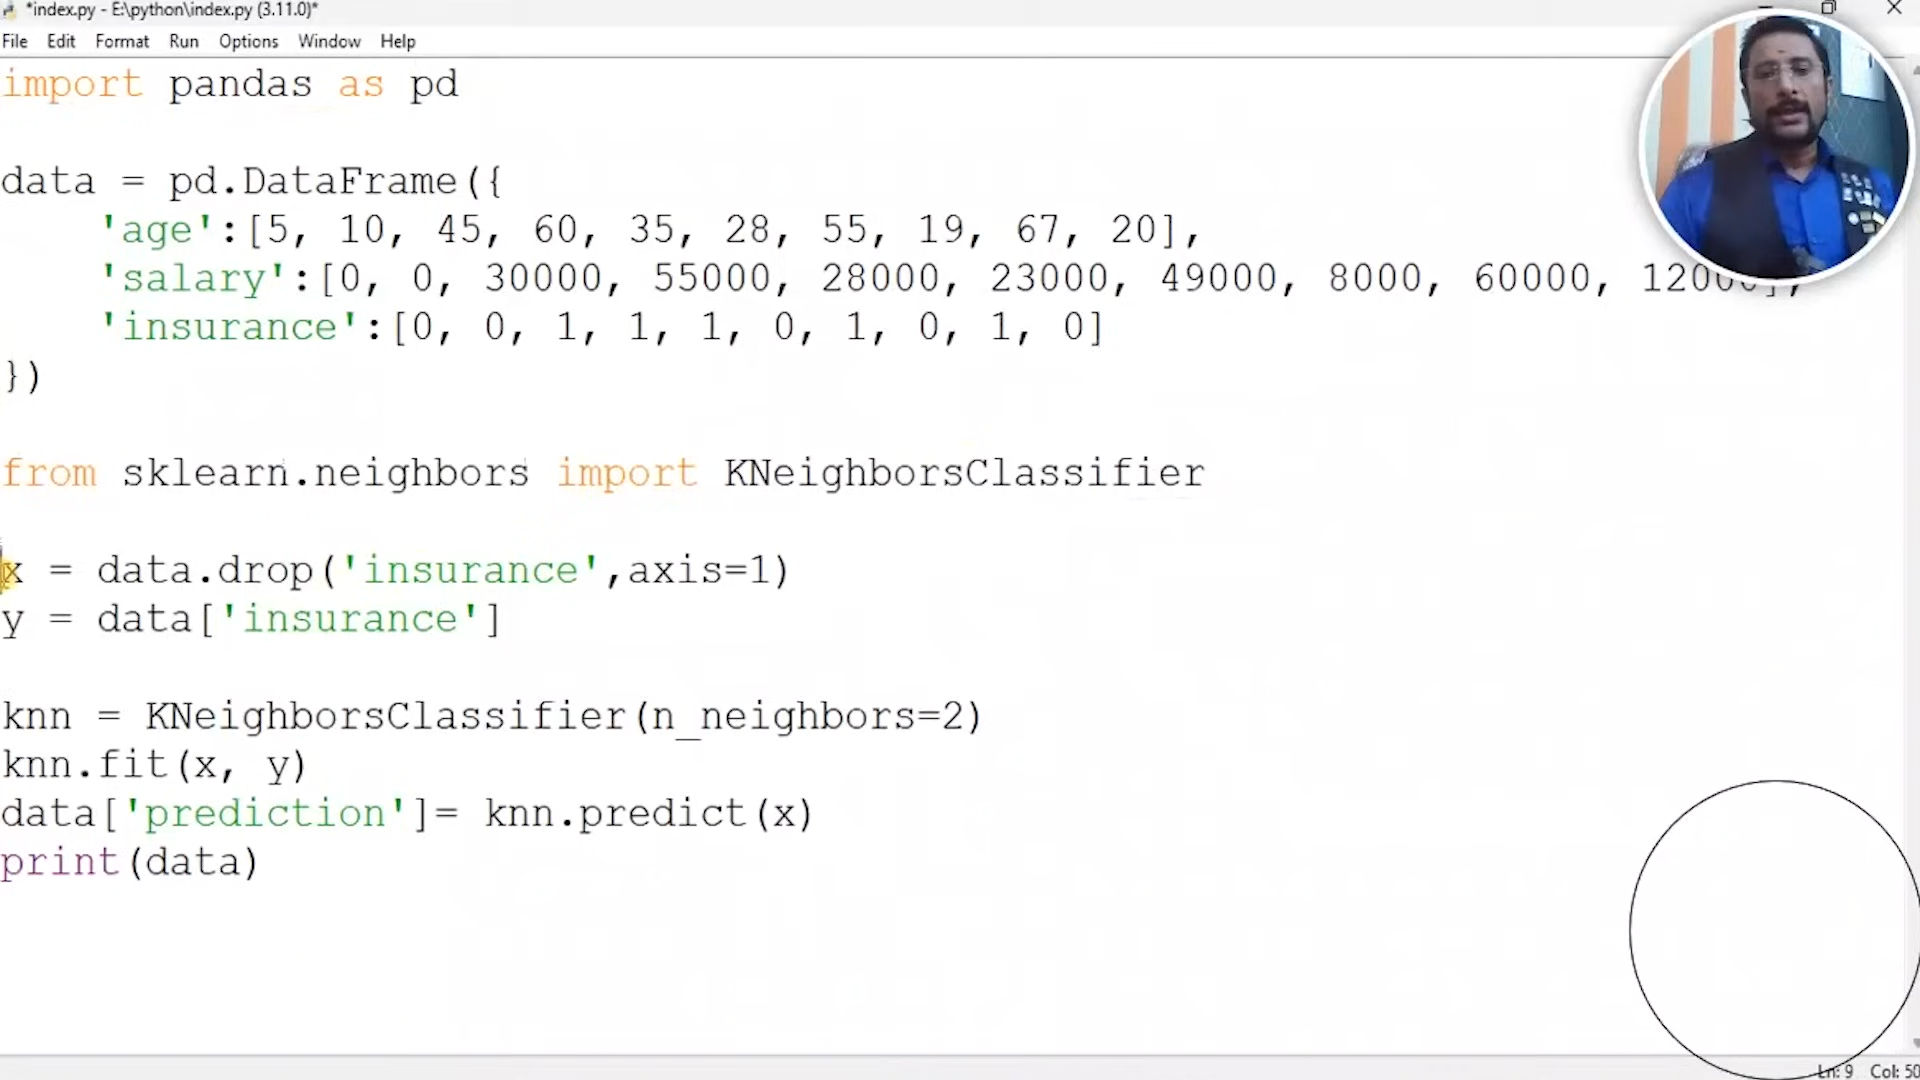 *index.py - E:\python\index.py (3.11.0)*
File Edit Format Run Options Window Help
import pandas as pd
data = pd.DataFrame({
'age':[5, 10, 45, 60, 35, 28, 55, 19, 67, 20],
'salary':[0, 0, 30000, 55000, 28000, 23000, 49000, 8000, 60000, 12000],
'insurance':[0, 0, 1, 1, 1, 0, 1, 0, 1, 0]
})
from sklearn.neighbors import KNeighborsClassifier
x = data.drop('insurance',axis=1)
y = data['insurance']
knn = KNeighborsClassifier(n_neighbors=2)
knn.fit(x, y)
data['prediction']= knn.predict(x)
print(data)
Ln: 9 Col: 50